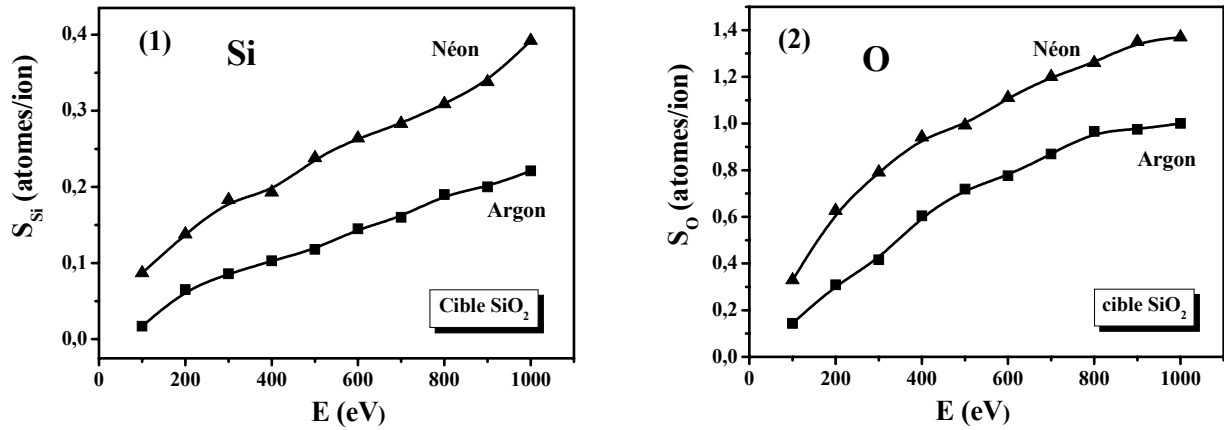 (1)
Si
Néon
Argon
Cible SiO₂
S_Si (atomes/ion)
0,4
0,3
0,2
0,1
0,0
0 200 400 600 800 1000
E (eV)
(2)
O
Néon
Argon
cible SiO₂
S_O (atomes/ion)
1,4
1,2
1,0
0,8
0,6
0,4
0,2
0,0
0 200 400 600 800 1000
E (eV)